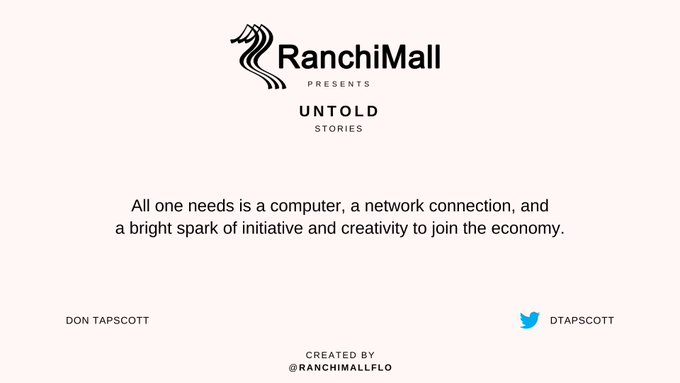 RanchiMall
PRESENTS
UNTOLD
STORIES
All one needs is a computer, a network connection, and
a bright spark of initiative and creativity to join the economy.
DON TAPSCOTT
DTAPSCOTT
CREATED BY
@RANCHIMALLFLO